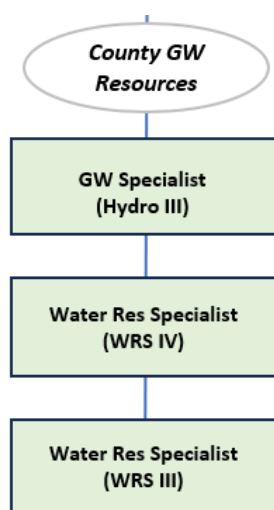 County GW
Resources
GW Specialist
(Hydro III)
Water Res Specialist
(WRS IV)
Water Res Specialist
(WRS III)